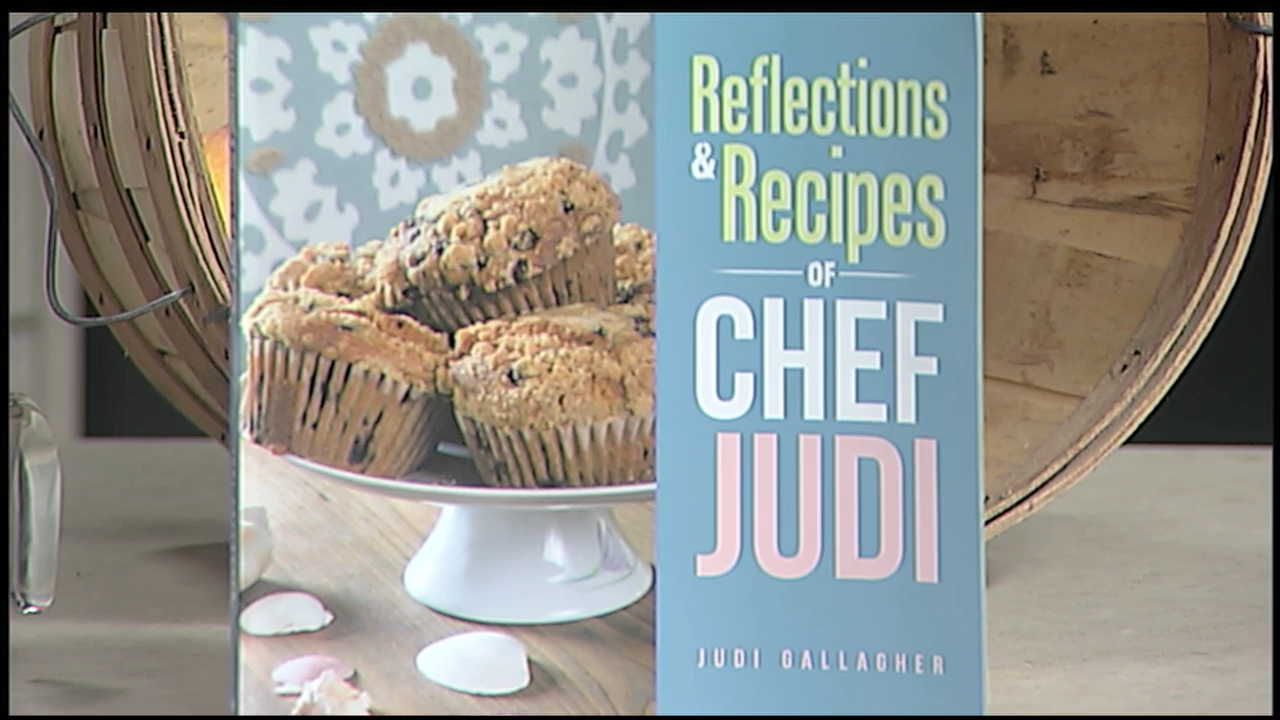 Reflections
& Recipes
OF
CHEF
JUDI
JUDI GALLAGHER